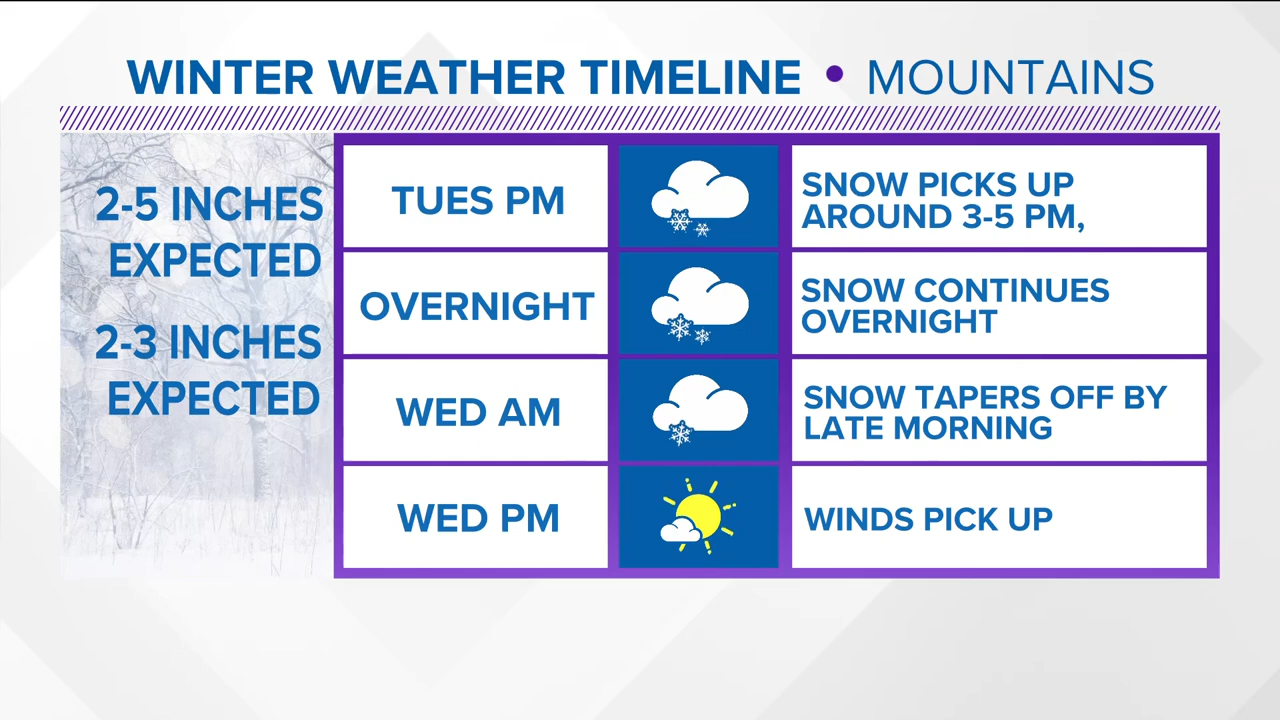 WINTER WEATHER TIMELINE • MOUNTAINS
2-5 INCHES
EXPECTED
2-3 INCHES
EXPECTED
TUES PM
SNOW PICKS UP
AROUND 3-5 PM,
OVERNIGHT
SNOW CONTINUES
OVERNIGHT
WED AM
SNOW TAPERS OFF BY
LATE MORNING
WED PM
WINDS PICK UP